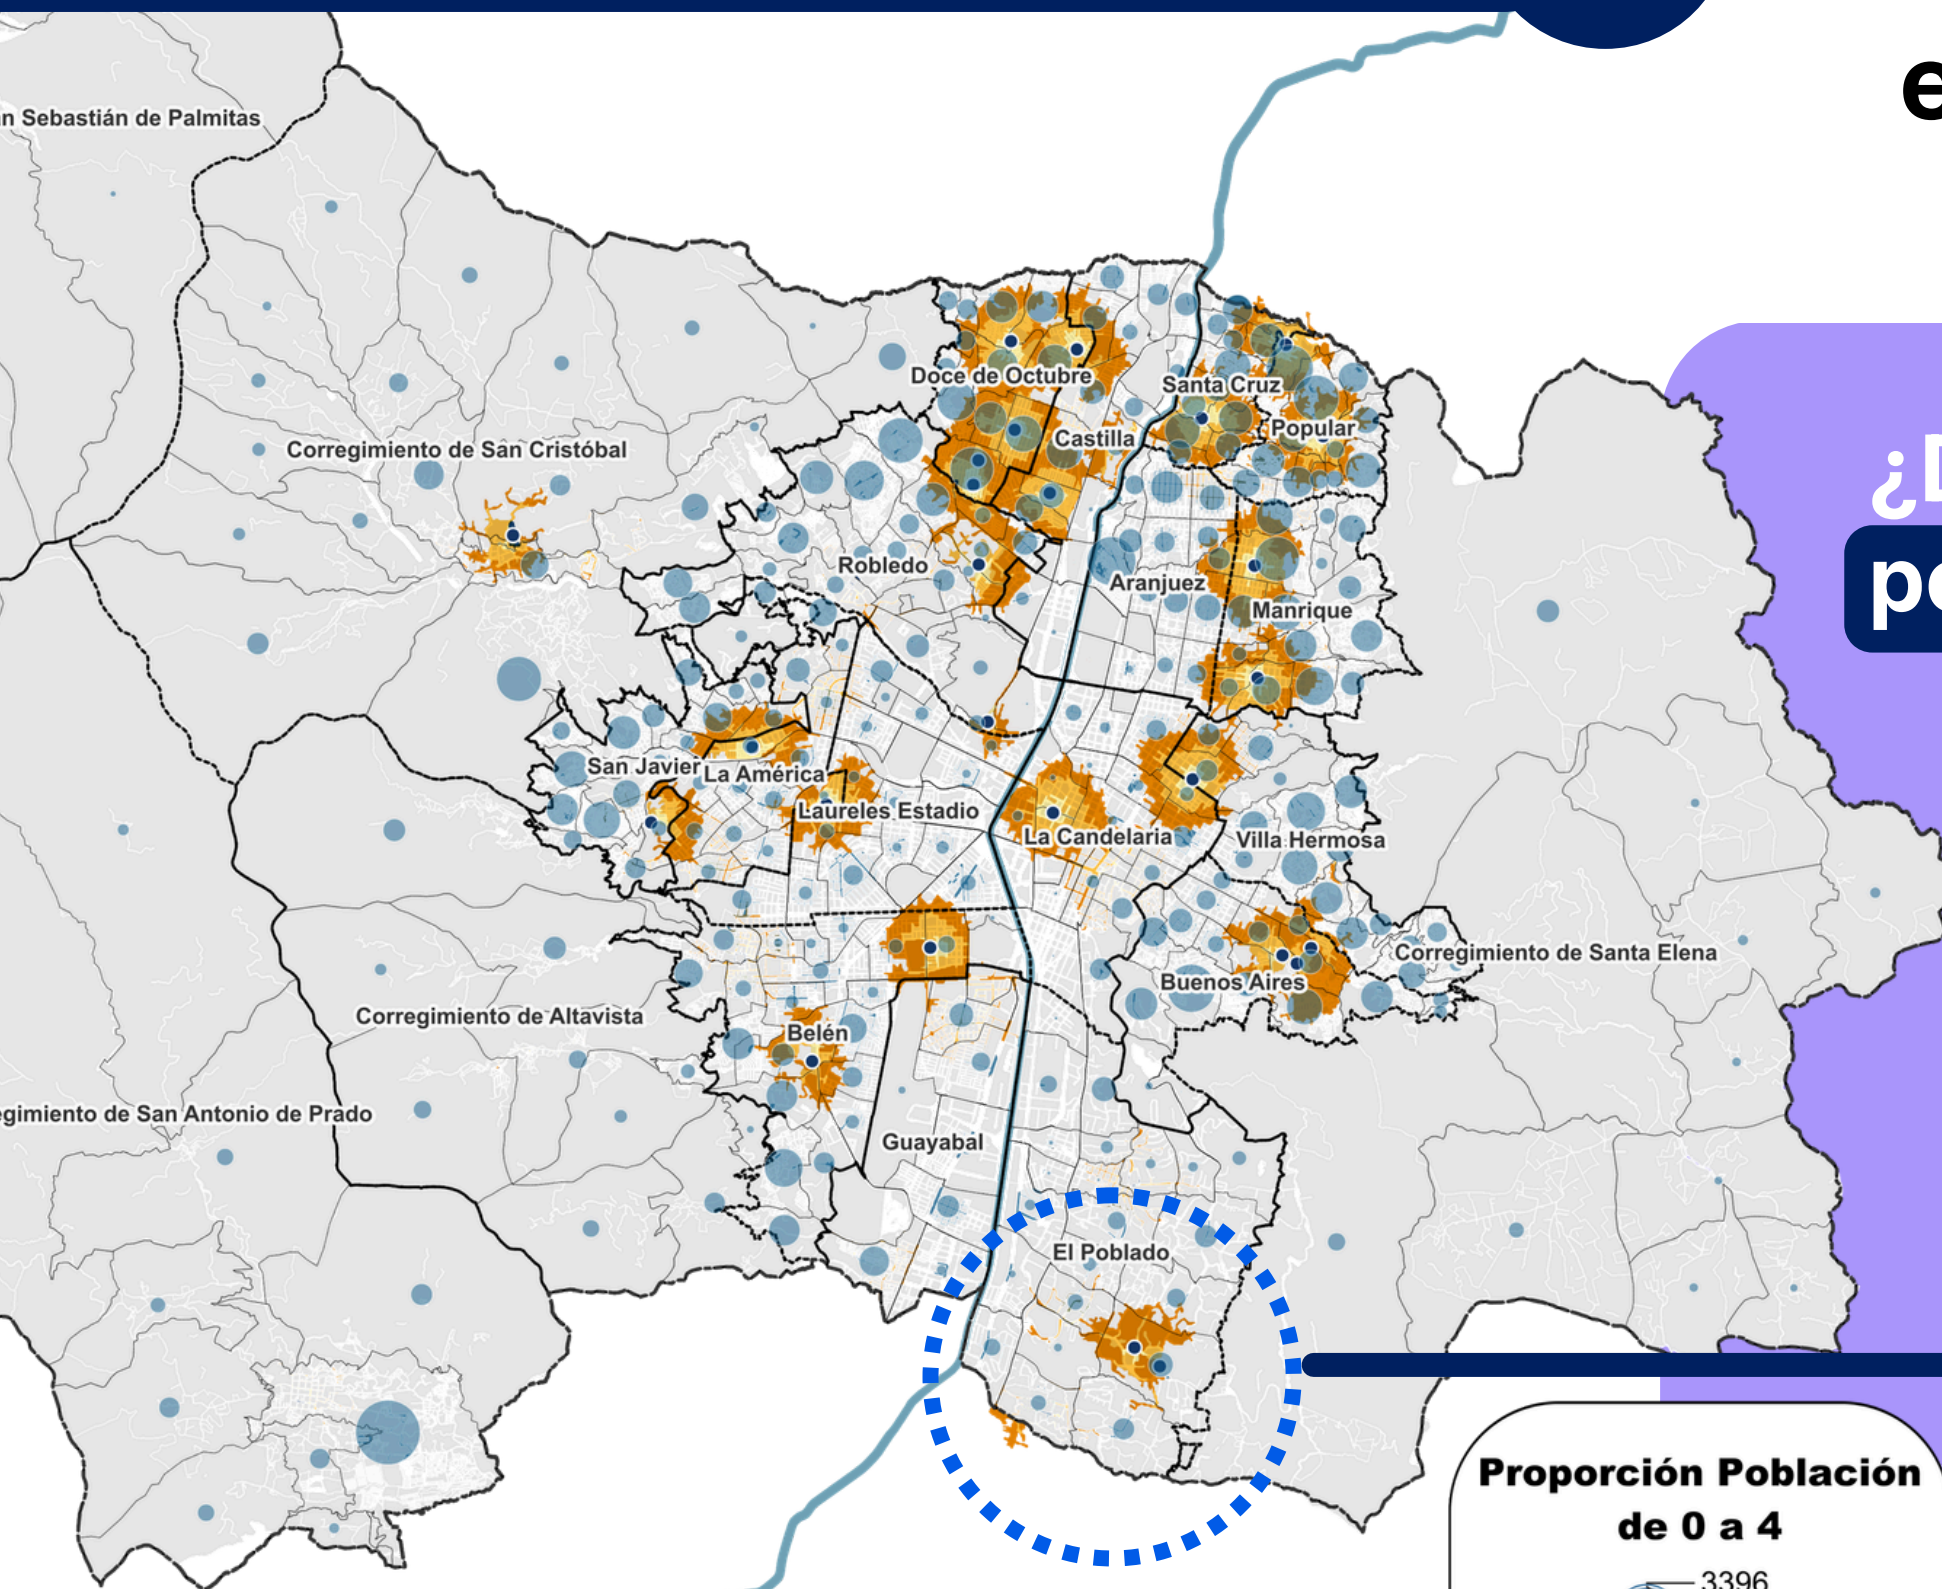 n Sebastián de Palmitas
Doce de Octubre
Santa Cruz
Popular
Castilla
Corregimiento de San Cristóbal
Robledo
Aranjuez
Manrique
San Javier
La América
Laureles Estadio
La Candelaria
Villa Hermosa
Corregimiento de Santa Elena
Buenos Aires
Corregimiento de Altavista
Belén
egimiento de San Antonio de Prado
Guayabal
El Poblado
e
¿D
po
Proporción Población
de 0 a 4
3396